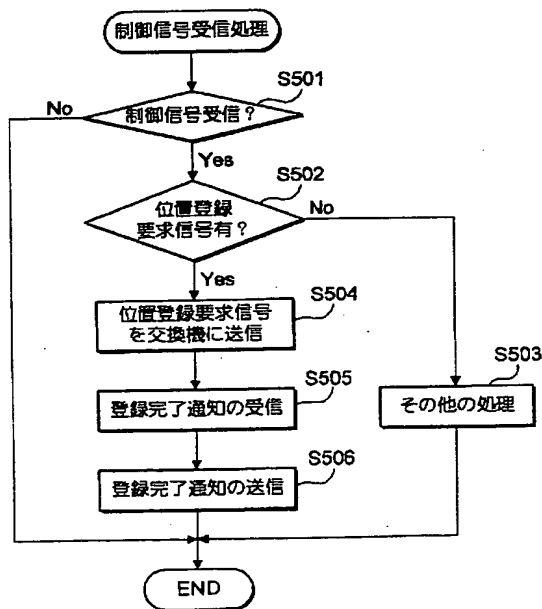 制御信号受信処理
S501
No
制御信号受信?
Yes
S502
位置登録
要求信号有?
No
Yes
S504
位置登録要求信号
を交換機に送信
S505
S503
登録完了通知の受信
その他の処理
S506
登録完了通知の送信
END